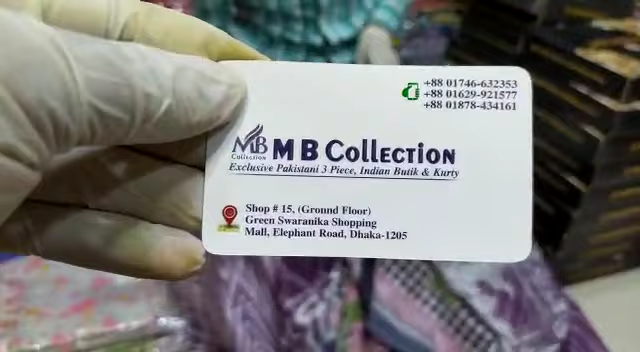 +88 01746-632353
+88 01629-921577
+88 01878-434161
MB
Collection
M B Collection
Exclusive Pakistani 3 Piece, Indian Butik & Kurty
Shop # 15, (Ground Floor)
Green Swaranika Shopping
Mall, Elephant Road, Dhaka-1205